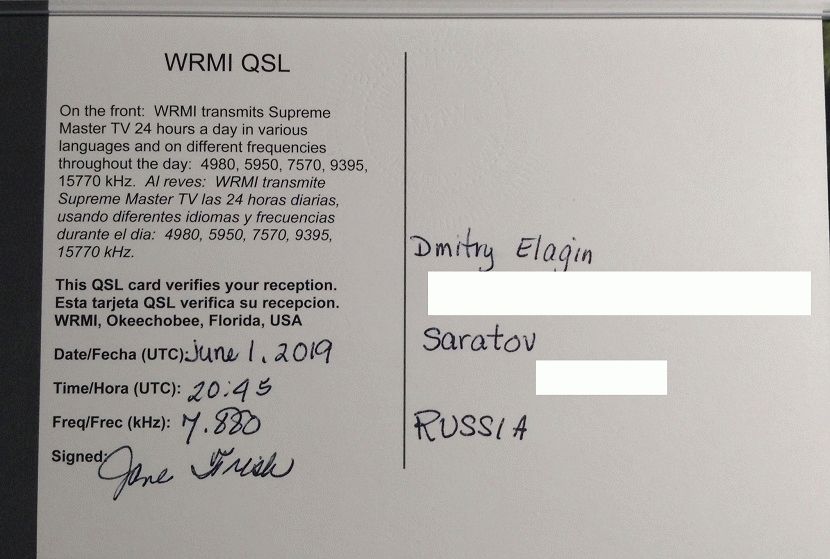 WRMI QSL
On the front:  WRMI transmits Supreme
Master TV 24 hours a day in various
languages and on different frequencies
throughout the day:  4980, 5950, 7570, 9395,
15770 kHz.  Al reves:  WRMI transmite
Supreme Master TV las 24 horas diarias,
usando diferentes idiomas y frecuencias
durante el dia:  4980, 5950, 7570, 9395,
15770 kHz.
This QSL card verifies your reception.
Esta tarjeta QSL verifica su recepcion.
WRMI, Okeechobee, Florida, USA
Date/Fecha (UTC): June 1, 2019
Time/Hora (UTC): 20:45
Freq/Frec (kHz): 7.880
Signed: Jane
Dmitry Elagin
Saratov
RUSSIA